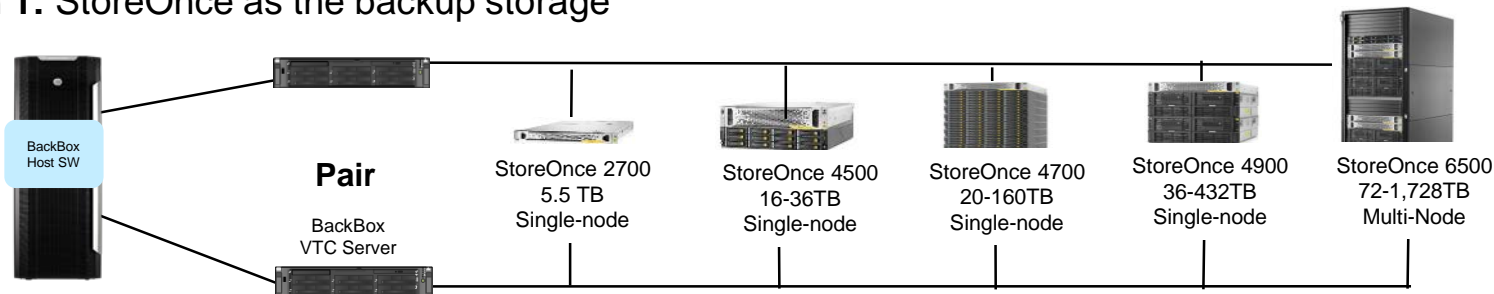 1. StoreOnce as the backup storage
BackBox
Host SW
Pair
BackBox
VTC Server
StoreOnce 2700
5.5 TB
Single-node
StoreOnce 4500
16-36TB
Single-node
StoreOnce 4700
20-160TB
Single-node
StoreOnce 4900
36-432TB
Single-node
StoreOnce 6500
72-1,728TB
Multi-Node